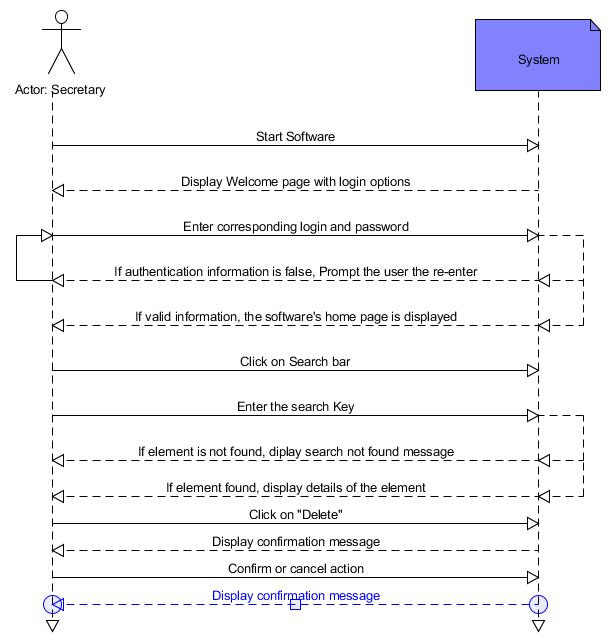 System
Actor: Secretary
Start Software
Display Welcome page with login options
Enter corresponding login and password
If authentication information is false, Prompt the user the re-enter
If valid information, the software's home page is displayed
Click on Search bar
Enter the search Key
If element is not found, diplay search not found message
If element found, display details of the element
Click on "Delete"
Display confirmation message
Confirm or cancel action
Display confirmation message